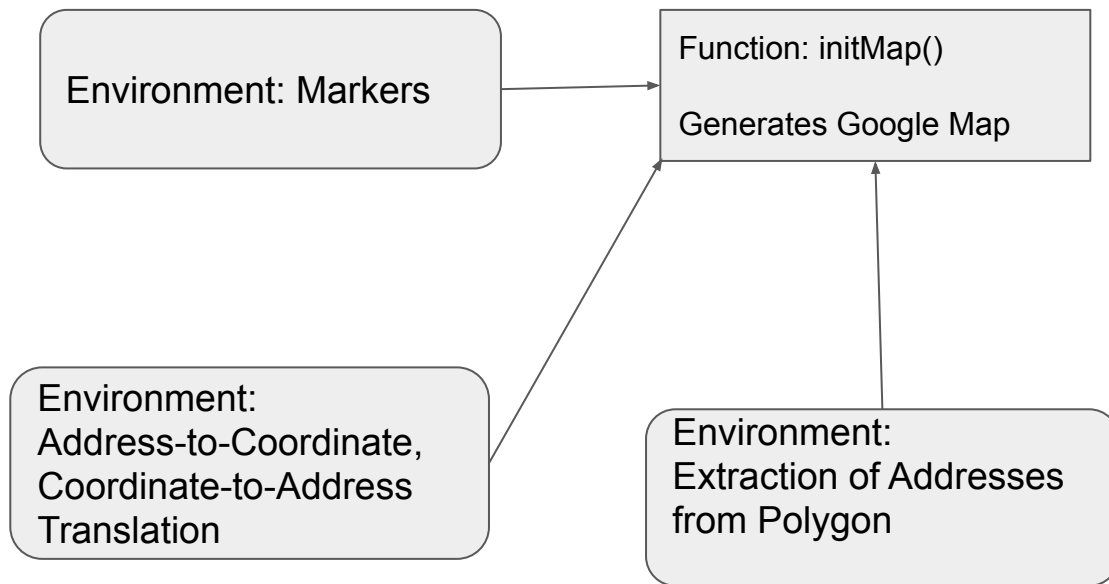 Environment: Markers
Function: initMap()
Generates Google Map
Environment:
Address-to-Coordinate,
Coordinate-to-Address
Translation
Environment:
Extraction of Addresses
from Polygon